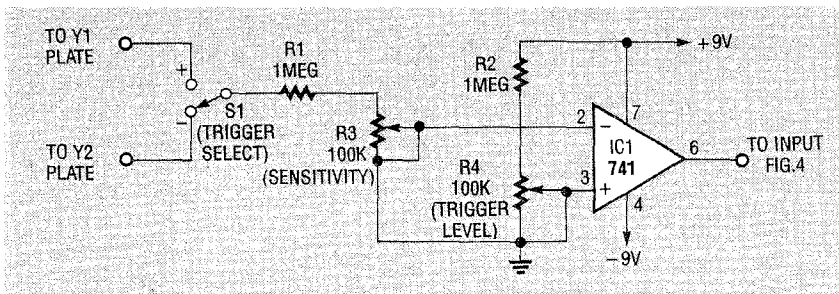 TO Y1
PLATE
+
−
S1
(TRIGGER
SELECT)
TO Y2
PLATE
R1
1MEG
R3
100K
(SENSITIVITY)
R2
1MEG
R4
100K
(TRIGGER
LEVEL)
+9V
7
2
−
IC1
741
3
+
6
4
−9V
TO INPUT
FIG.4